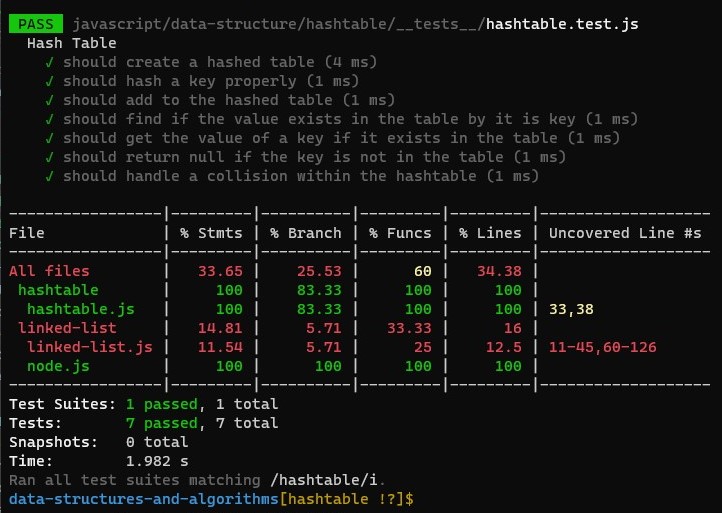 PASS javascript/data-structure/hashtable/__tests__/hashtable.test.js
  Hash Table
    ✓ should create a hashed table (4 ms)
    ✓ should hash a key properly (1 ms)
    ✓ should add to the hashed table (1 ms)
    ✓ should find if the value exists in the table by it is key (1 ms)
    ✓ should get the value of a key if it exists in the table (1 ms)
    ✓ should return null if the key is not in the table (1 ms)
    ✓ should handle a collision within the hashtable (1 ms)
-----------------|---------|----------|---------|---------|-------------------
File             | % Stmts | % Branch | % Funcs | % Lines | Uncovered Line #s
-----------------|---------|----------|---------|---------|-------------------
All files        |   33.65 |    25.53 |      60 |   34.38 |
 hashtable       |     100 |    83.33 |     100 |     100 |
  hashtable.js   |     100 |    83.33 |     100 |     100 | 33,38
 linked-list     |   14.81 |     5.71 |   33.33 |      16 |
  linked-list.js |   11.54 |     5.71 |      25 |    12.5 | 11-45,60-126
  node.js        |     100 |      100 |     100 |     100 |
-----------------|---------|----------|---------|---------|-------------------
Test Suites: 1 passed, 1 total
Tests:       7 passed, 7 total
Snapshots:   0 total
Time:        1.982 s
Ran all test suites matching /hashtable/i.
data-structures-and-algorithms[hashtable !?]$